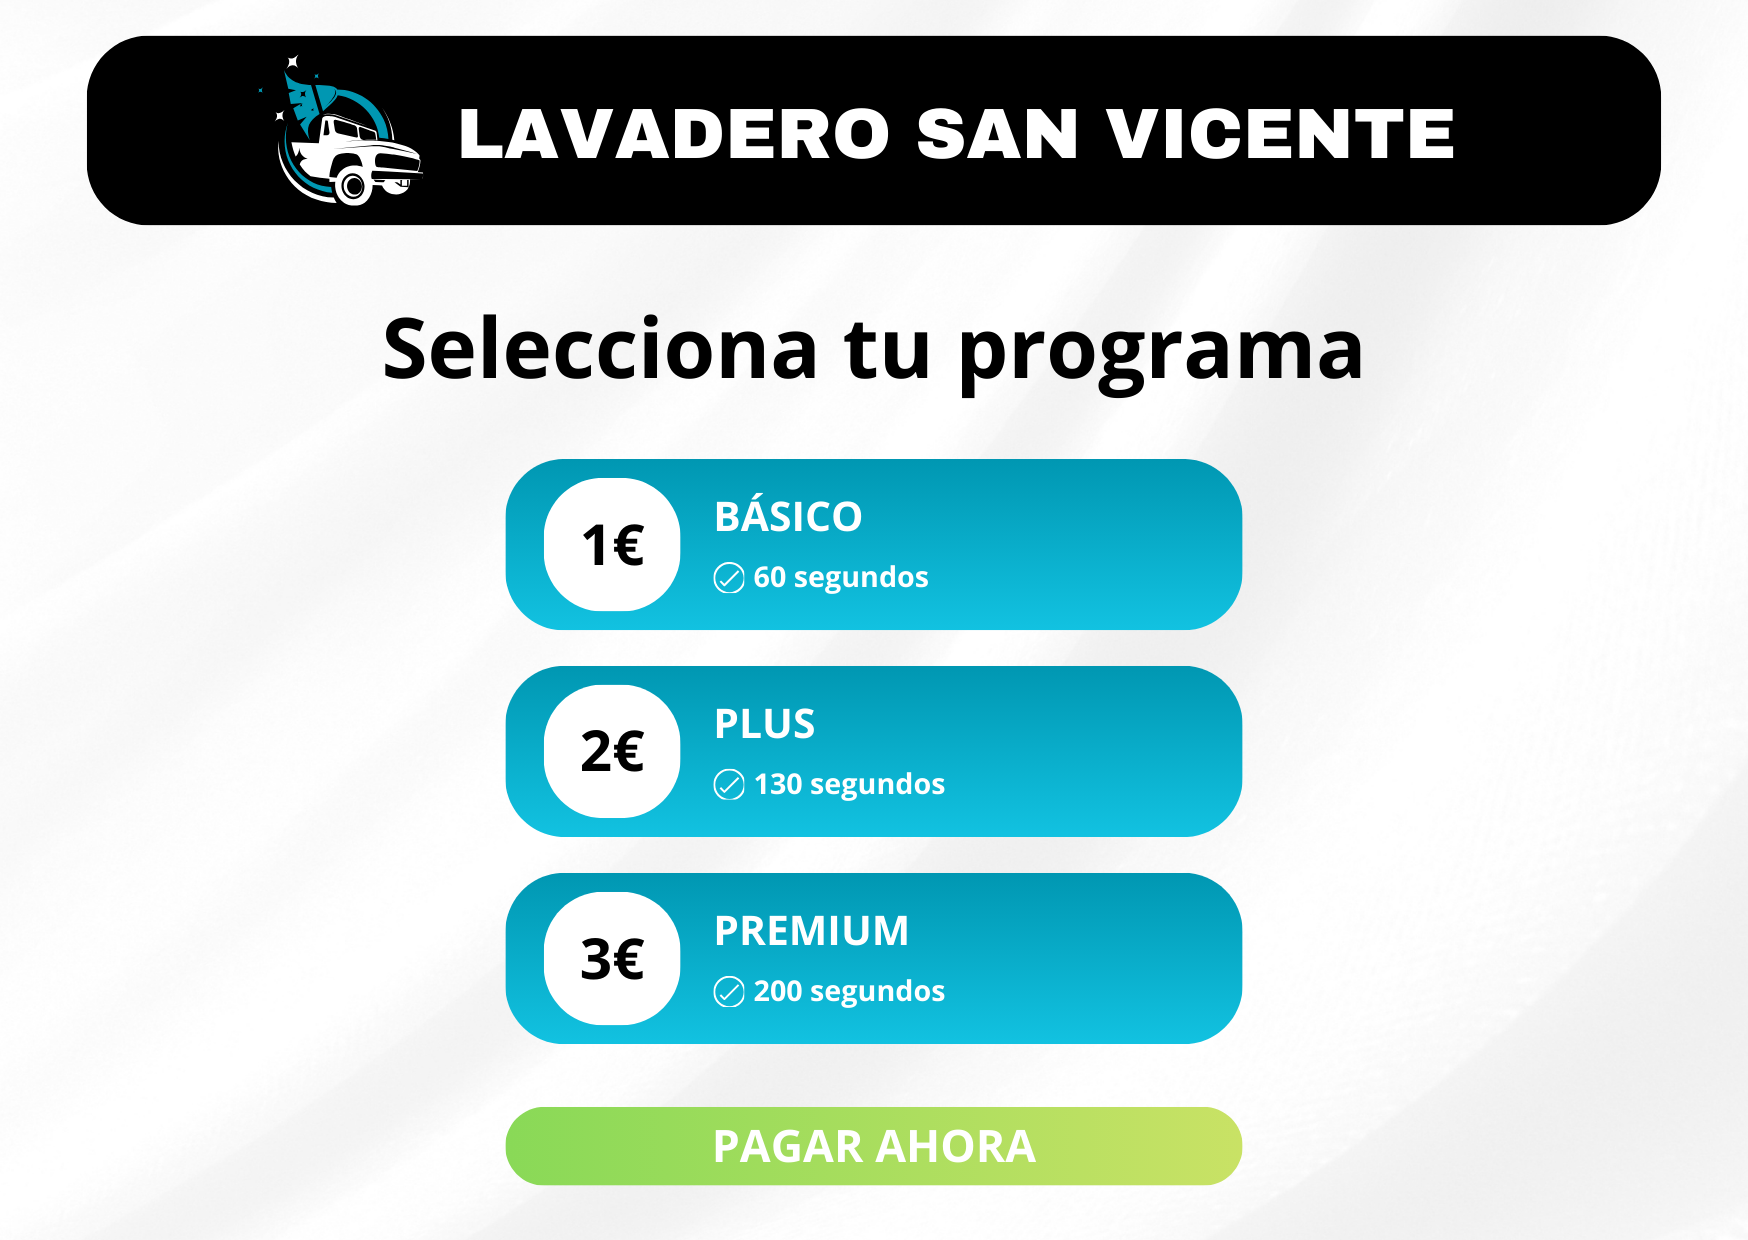 LAVADERO SAN VICENTE
Selecciona tu programa
1€
BÁSICO
60 segundos
2€
PLUS
130 segundos
3€
PREMIUM
200 segundos
PAGAR AHORA